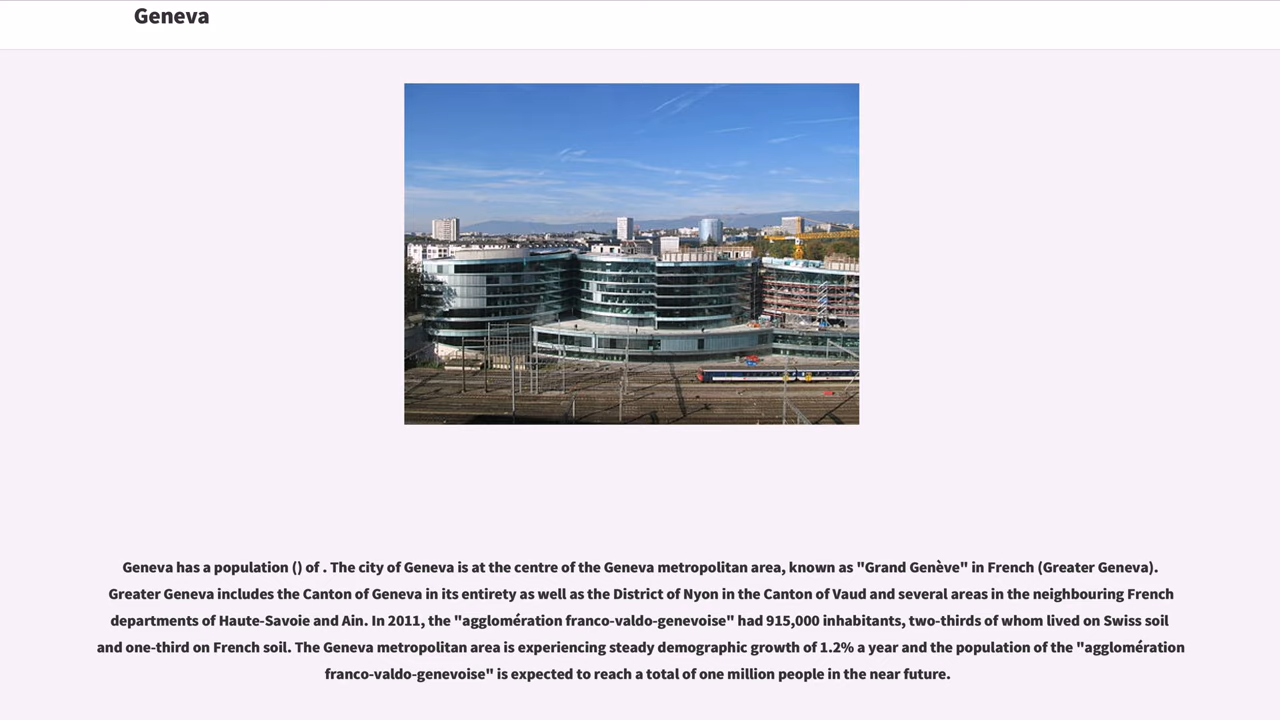 Geneva
Geneva has a population () of . The city of Geneva is at the centre of the Geneva metropolitan area, known as "Grand Genève" in French (Greater Geneva).
Greater Geneva includes the Canton of Geneva in its entirety as well as the District of Nyon in the Canton of Vaud and several areas in the neighbouring French
departments of Haute-Savoie and Ain. In 2011, the "agglomération franco-valdo-genevoise" had 915,000 inhabitants, two-thirds of whom lived on Swiss soil
and one-third on French soil. The Geneva metropolitan area is experiencing steady demographic growth of 1.2% a year and the population of the "agglomération
franco-valdo-genevoise" is expected to reach a total of one million people in the near future.